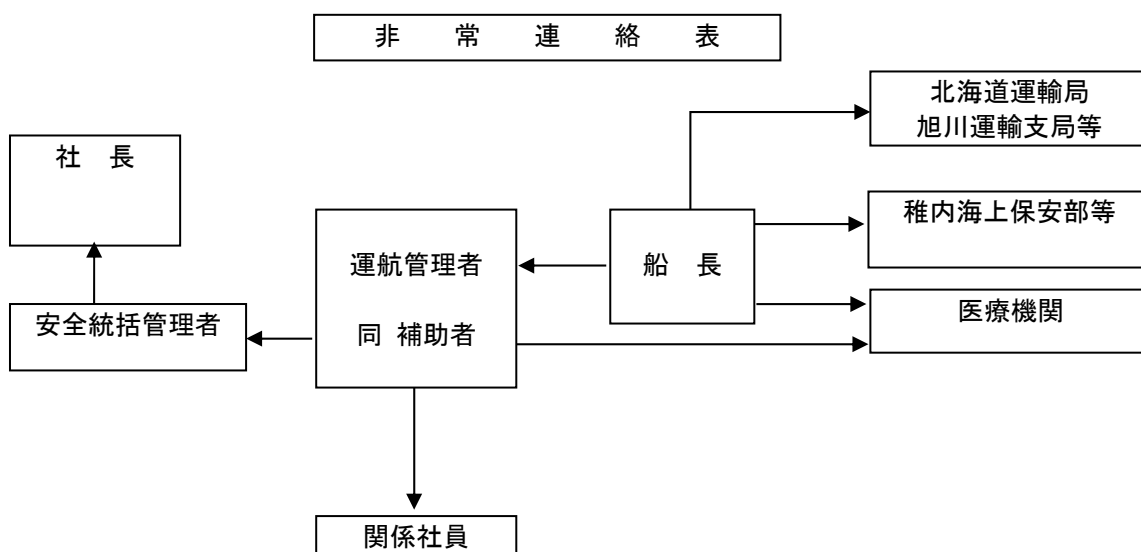 非 常 連 絡 表
北海道運輸局
旭川運輸支局等
社 長
稚内海上保安部等
運航管理者
同 補助者
船 長
安全統括管理者
医療機関
関係社員